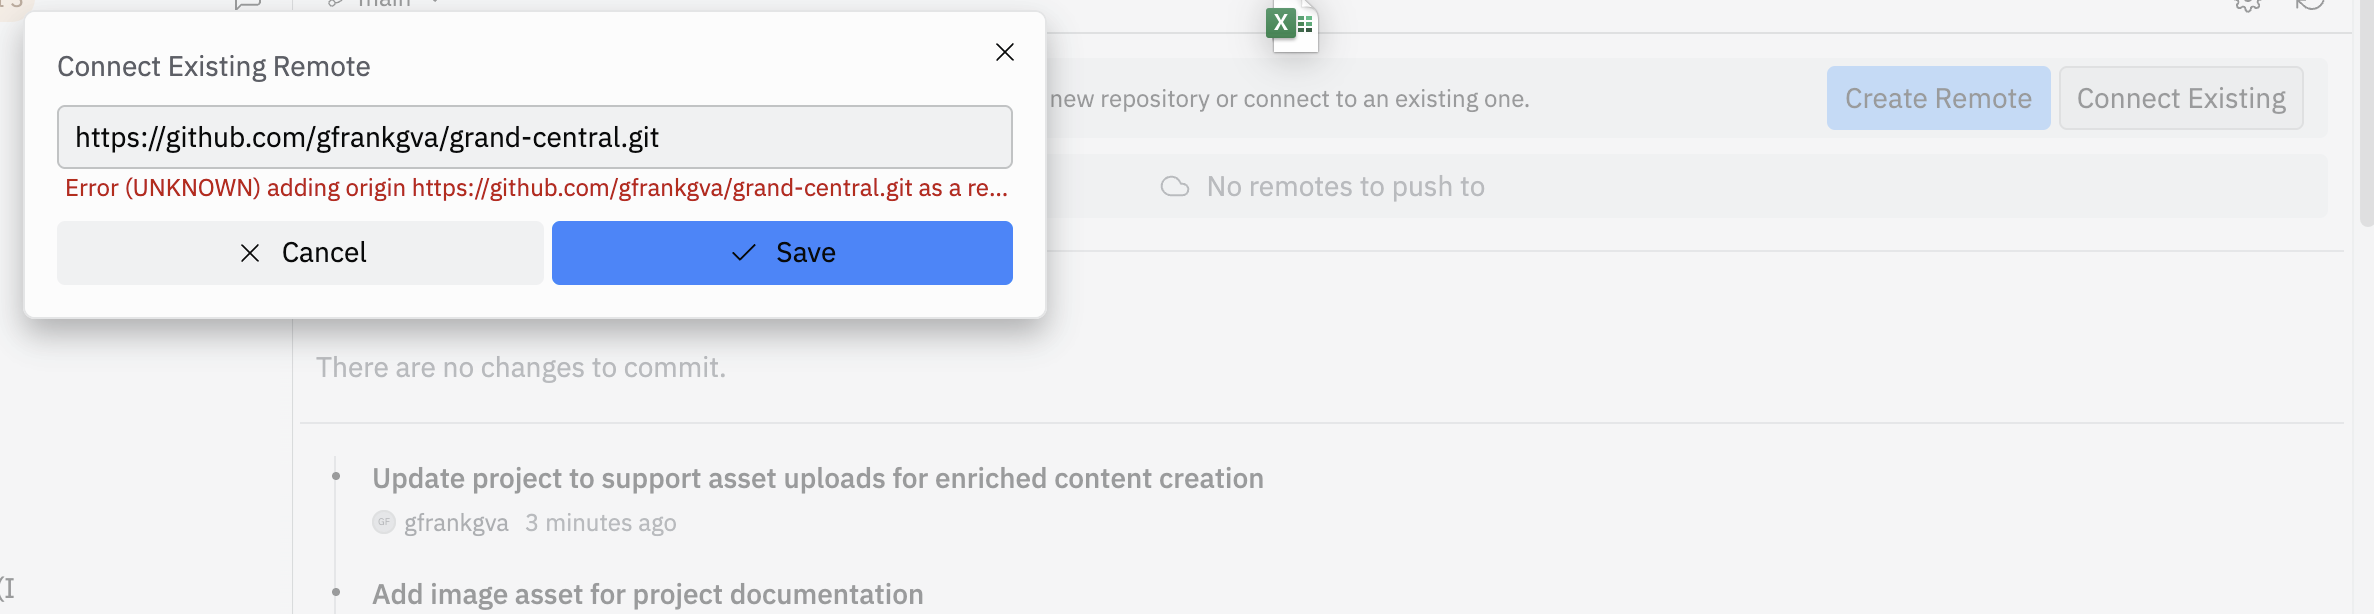 main
Connect Existing Remote
https://github.com/gfrankgva/grand-central.git
Error (UNKNOWN) adding origin https://github.com/gfrankgva/grand-central.git as a re...
Cancel
Save
X
new repository or connect to an existing one.
Create Remote
Connect Existing
No remotes to push to
There are no changes to commit.
Update project to support asset uploads for enriched content creation
GF gfrankgva 3 minutes ago
Add image asset for project documentation